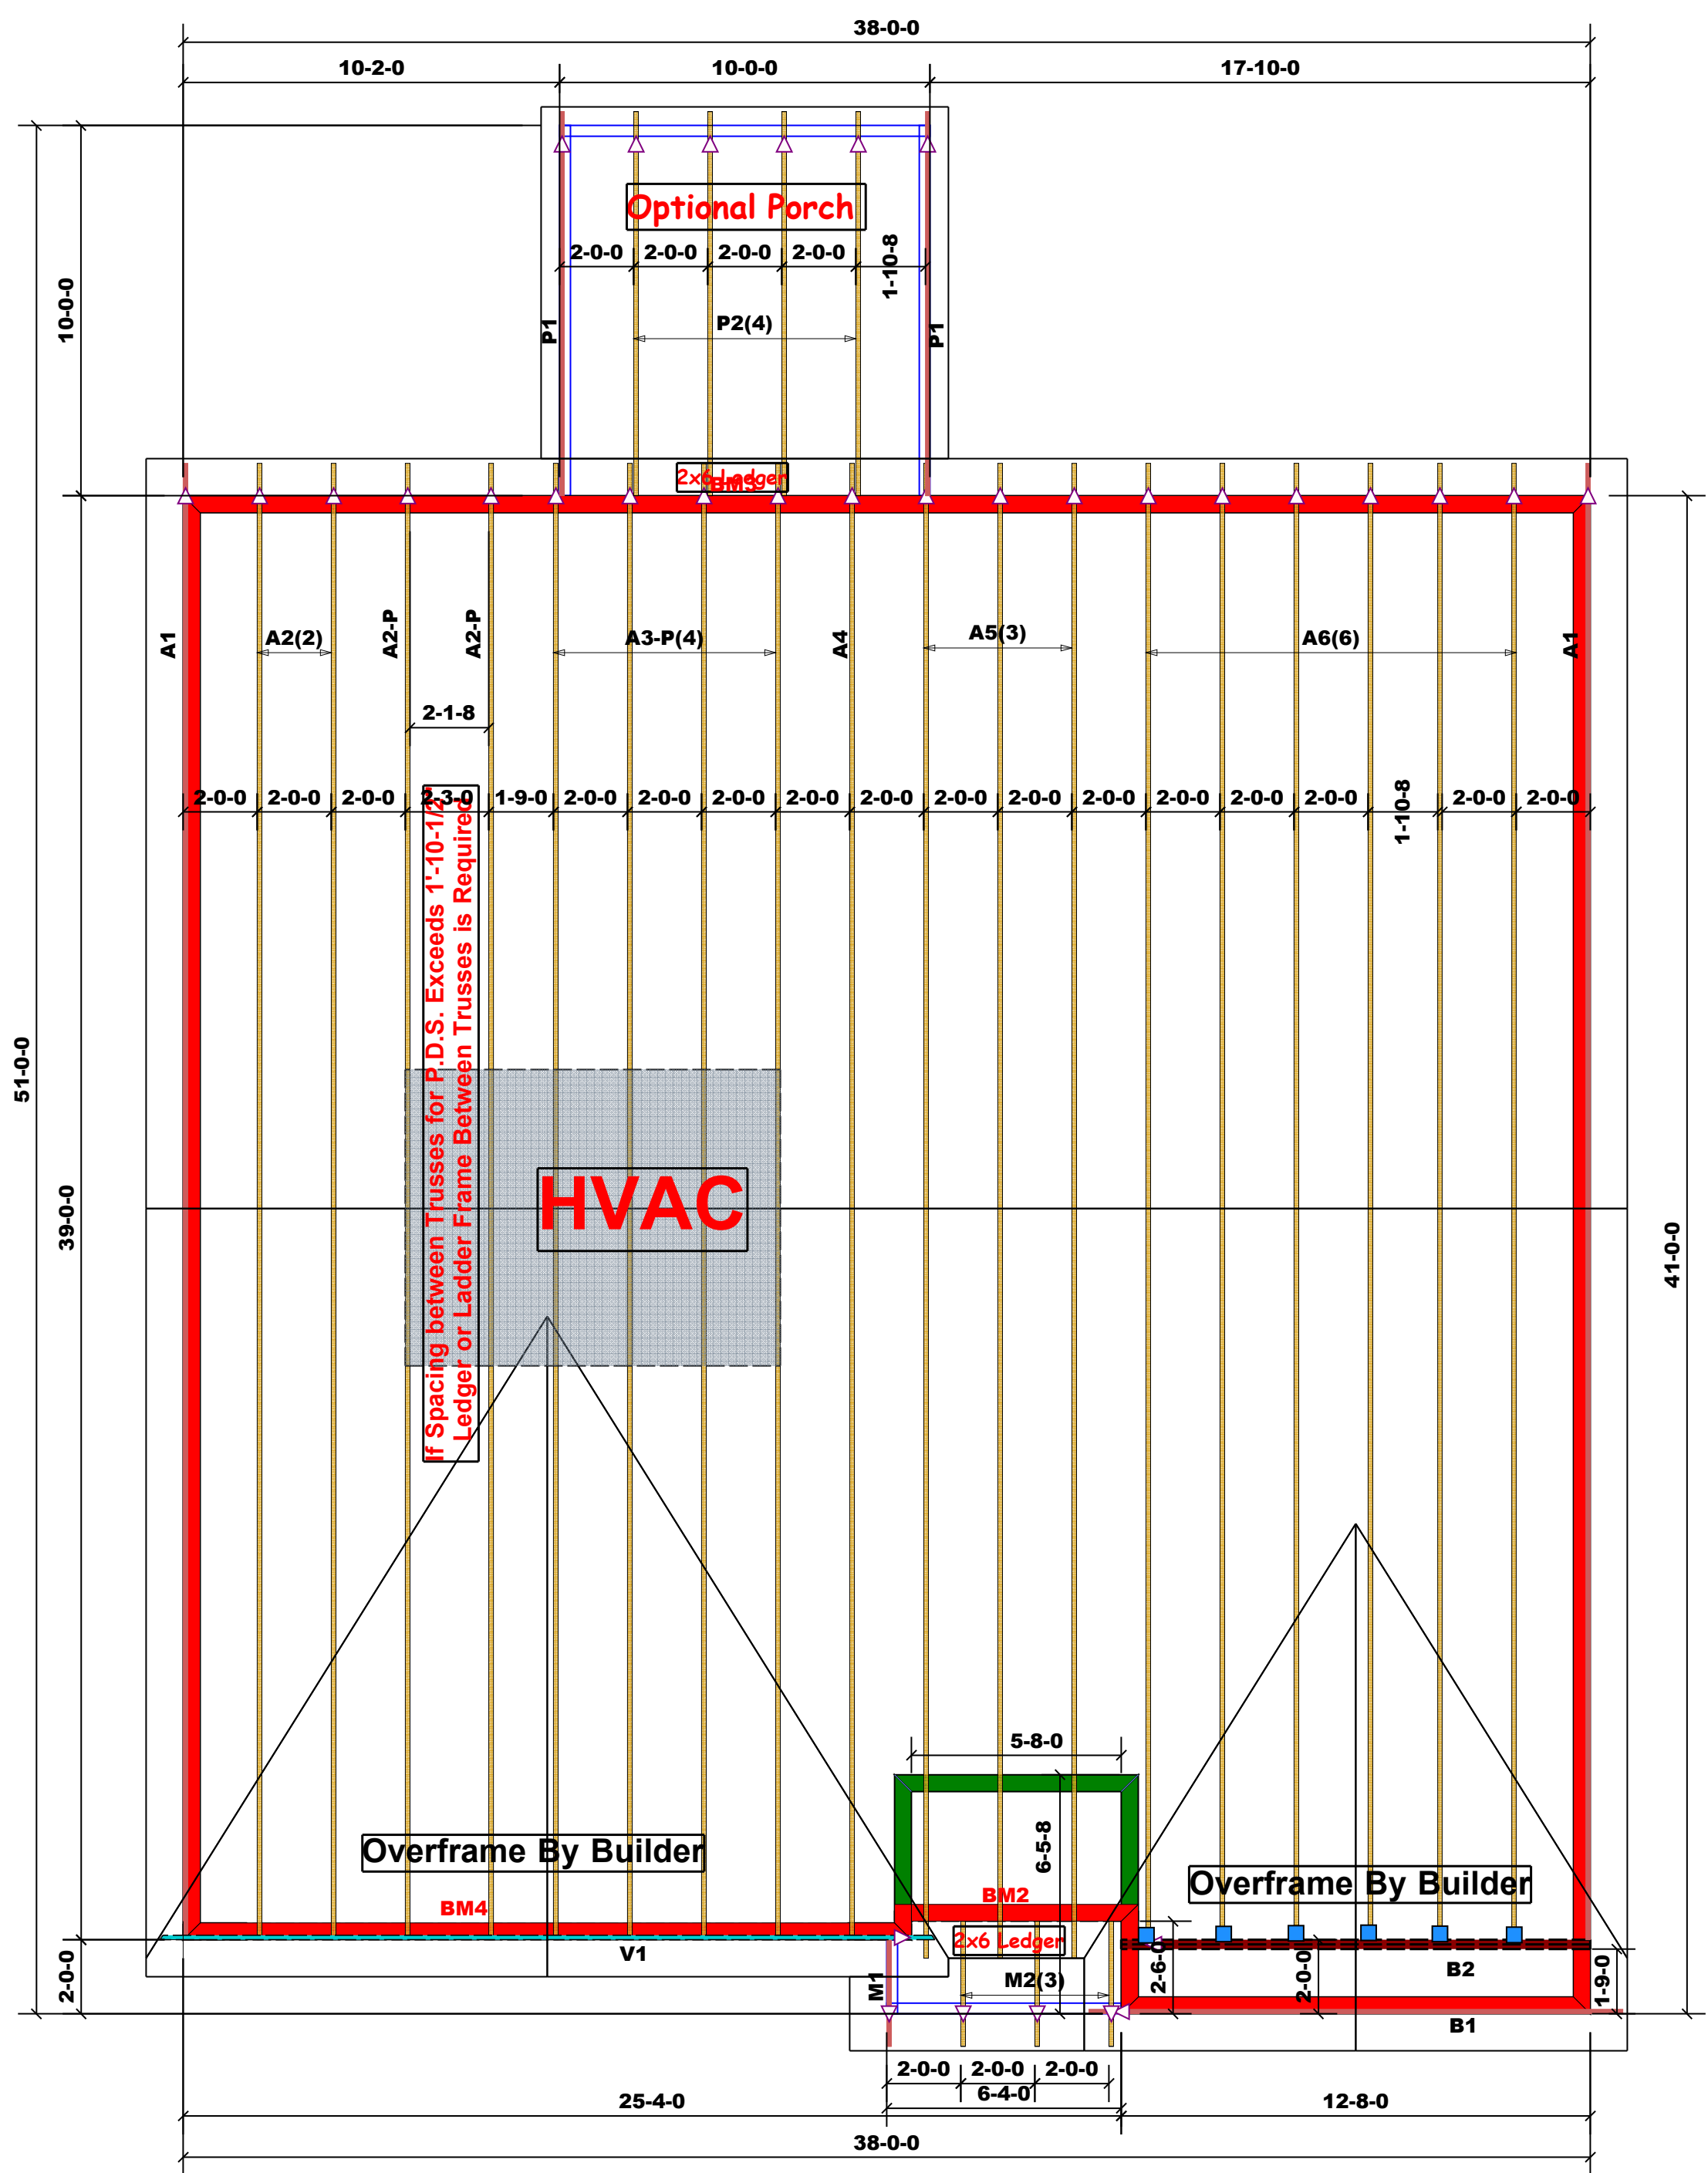 38-0-0
10-2-0
10-0-0
17-10-0
Optional Porch
2-0-0
2-0-0
2-0-0
2-0-0
1-10-8
10-0-0
P1
P2(4)
P1
2x6 Ledger
BM3
A1
A2(2)
A2-P
A2-P
A3-P(4)
A4
A5(3)
A6(6)
A1
2-1-8
2-0-0
2-0-0
2-0-0
2-3-0
1-9-0
2-0-0
2-0-0
2-0-0
2-0-0
2-0-0
2-0-0
2-0-0
2-0-0
2-0-0
2-0-0
2-0-0
1-10-8
2-0-0
2-0-0
If Spacing between Trusses for P.D.S. Exceeds 1'-10-1/2"
Ledger or Ladder Frame Between Trusses is Required
51-0-0
39-0-0
HVAC
41-0-0
5-8-0
6-5-8
Overframe By Builder
Overframe By Builder
BM4
BM2
2x6 Ledger
V1
2-0-0
M1
M2(3)
2-6-0
2-0-0
B2
1-9-0
B1
2-0-0
2-0-0
2-0-0
6-4-0
25-4-0
12-8-0
38-0-0